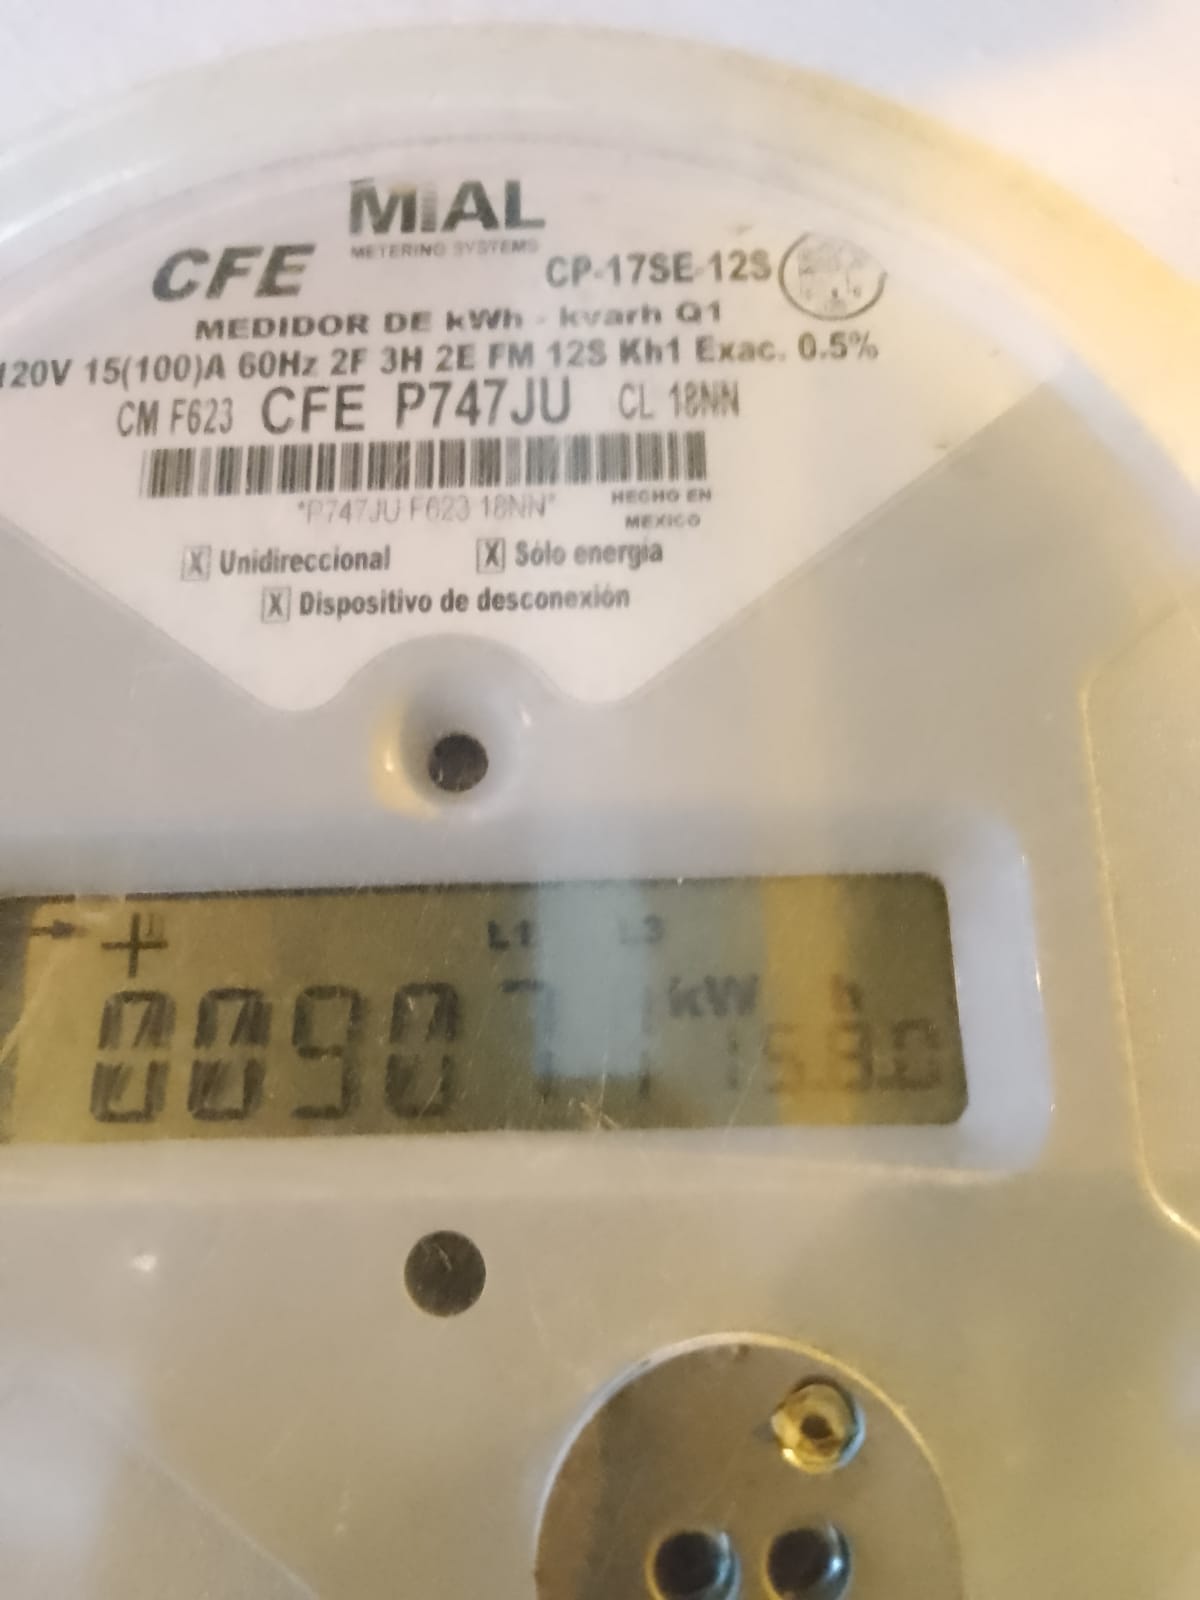 MIAL
METERING SYSTEMS
CFE
CP-17SE-12S
MEDIDOR DE kWh - kvarh Q1
120V 15(100)A 60Hz 2F 3H 2E FM 12S Kh1 Exac. 0.5%
CM F623 CFE P747JU CL 18NN
*P747JU F623 18NN*
HECHO EN
MEXICO
X Unidireccional X Sólo energía
X Dispositivo de desconexión
+ L1 L3
kW h